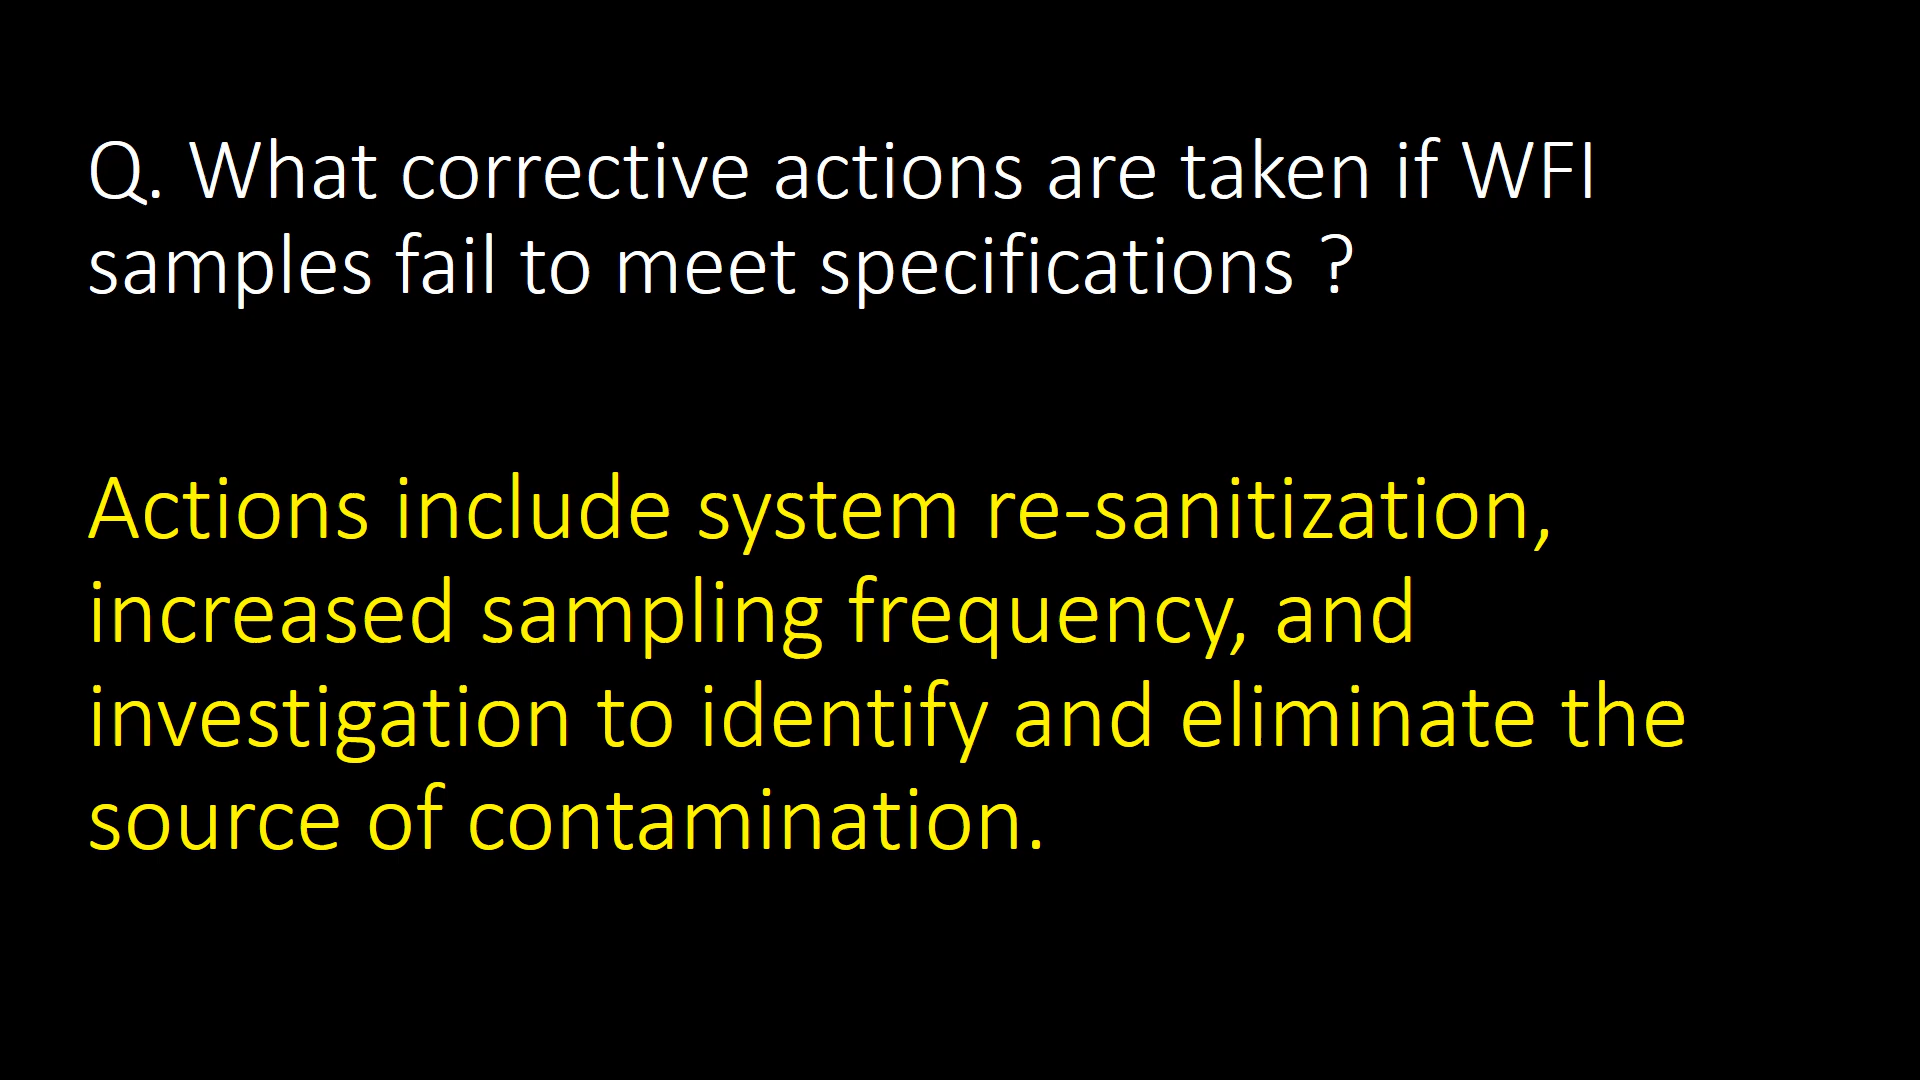 Q. What corrective actions are taken if WFI
samples fail to meet specifications ?
Actions include system re-sanitization,
increased sampling frequency, and
investigation to identify and eliminate the
source of contamination.